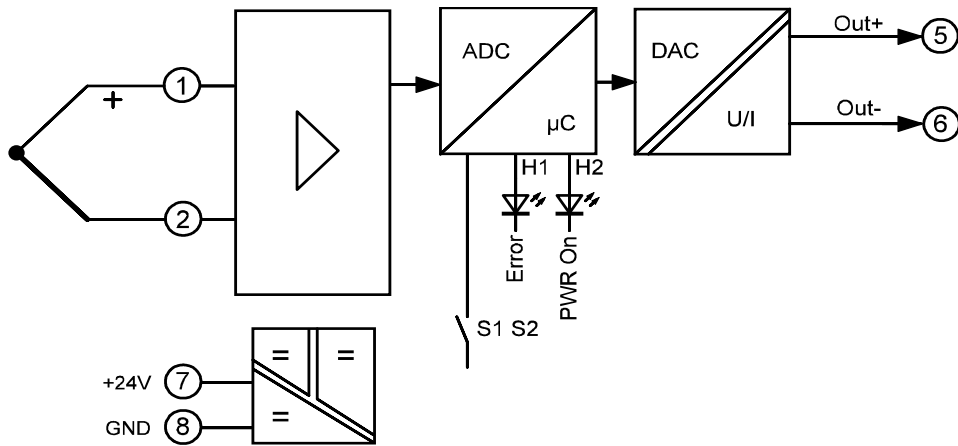 ADC
µC
DAC
U/I
Out+
5
Out-
6
+
1
2
H1
H2
Error
PWR On
S1 S2
+24V
7
GND
8
=
=
=